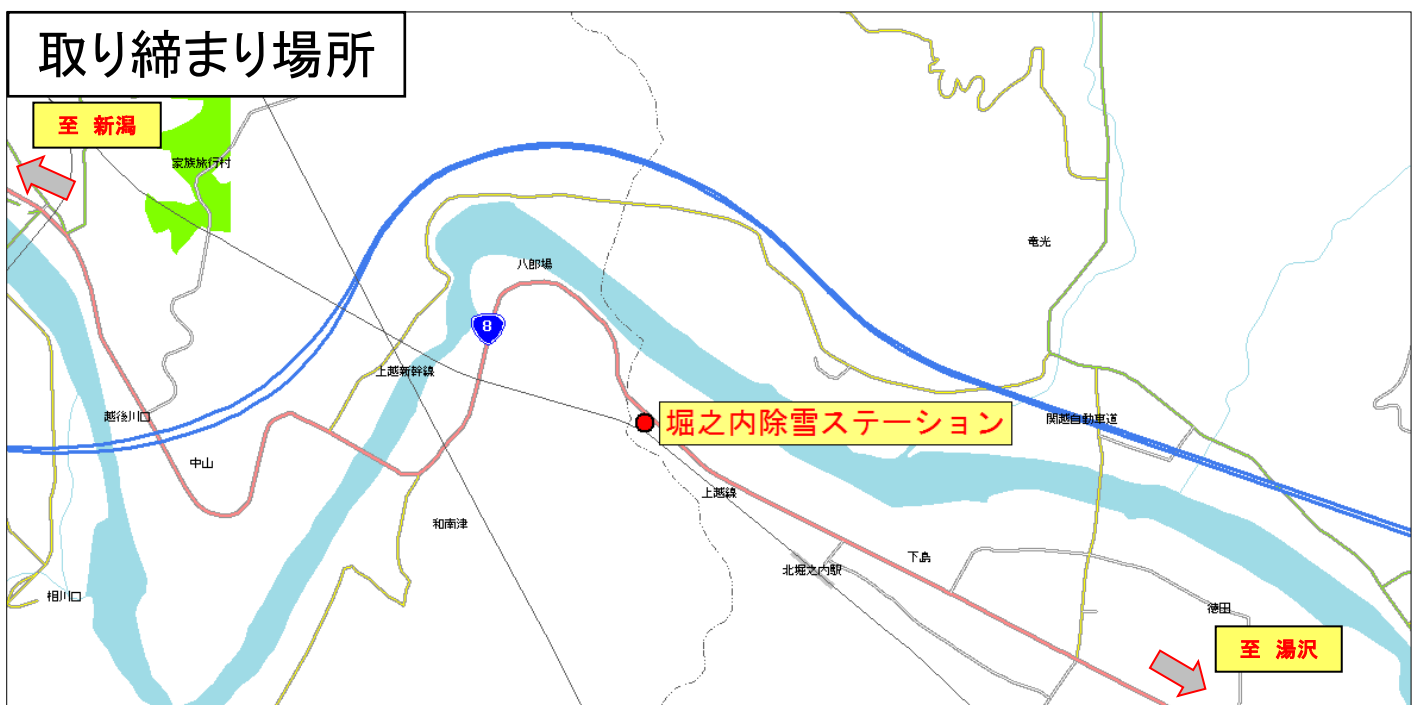 取り締まり場所
至 新潟
家族旅行村
竜光
八郎場
8
上越新幹線
越後川口
堀之内除雪ステーション
関越自動車道
中山
上越線
和南津
下島
北堀之内駅
相川口
徳田
至 湯沢